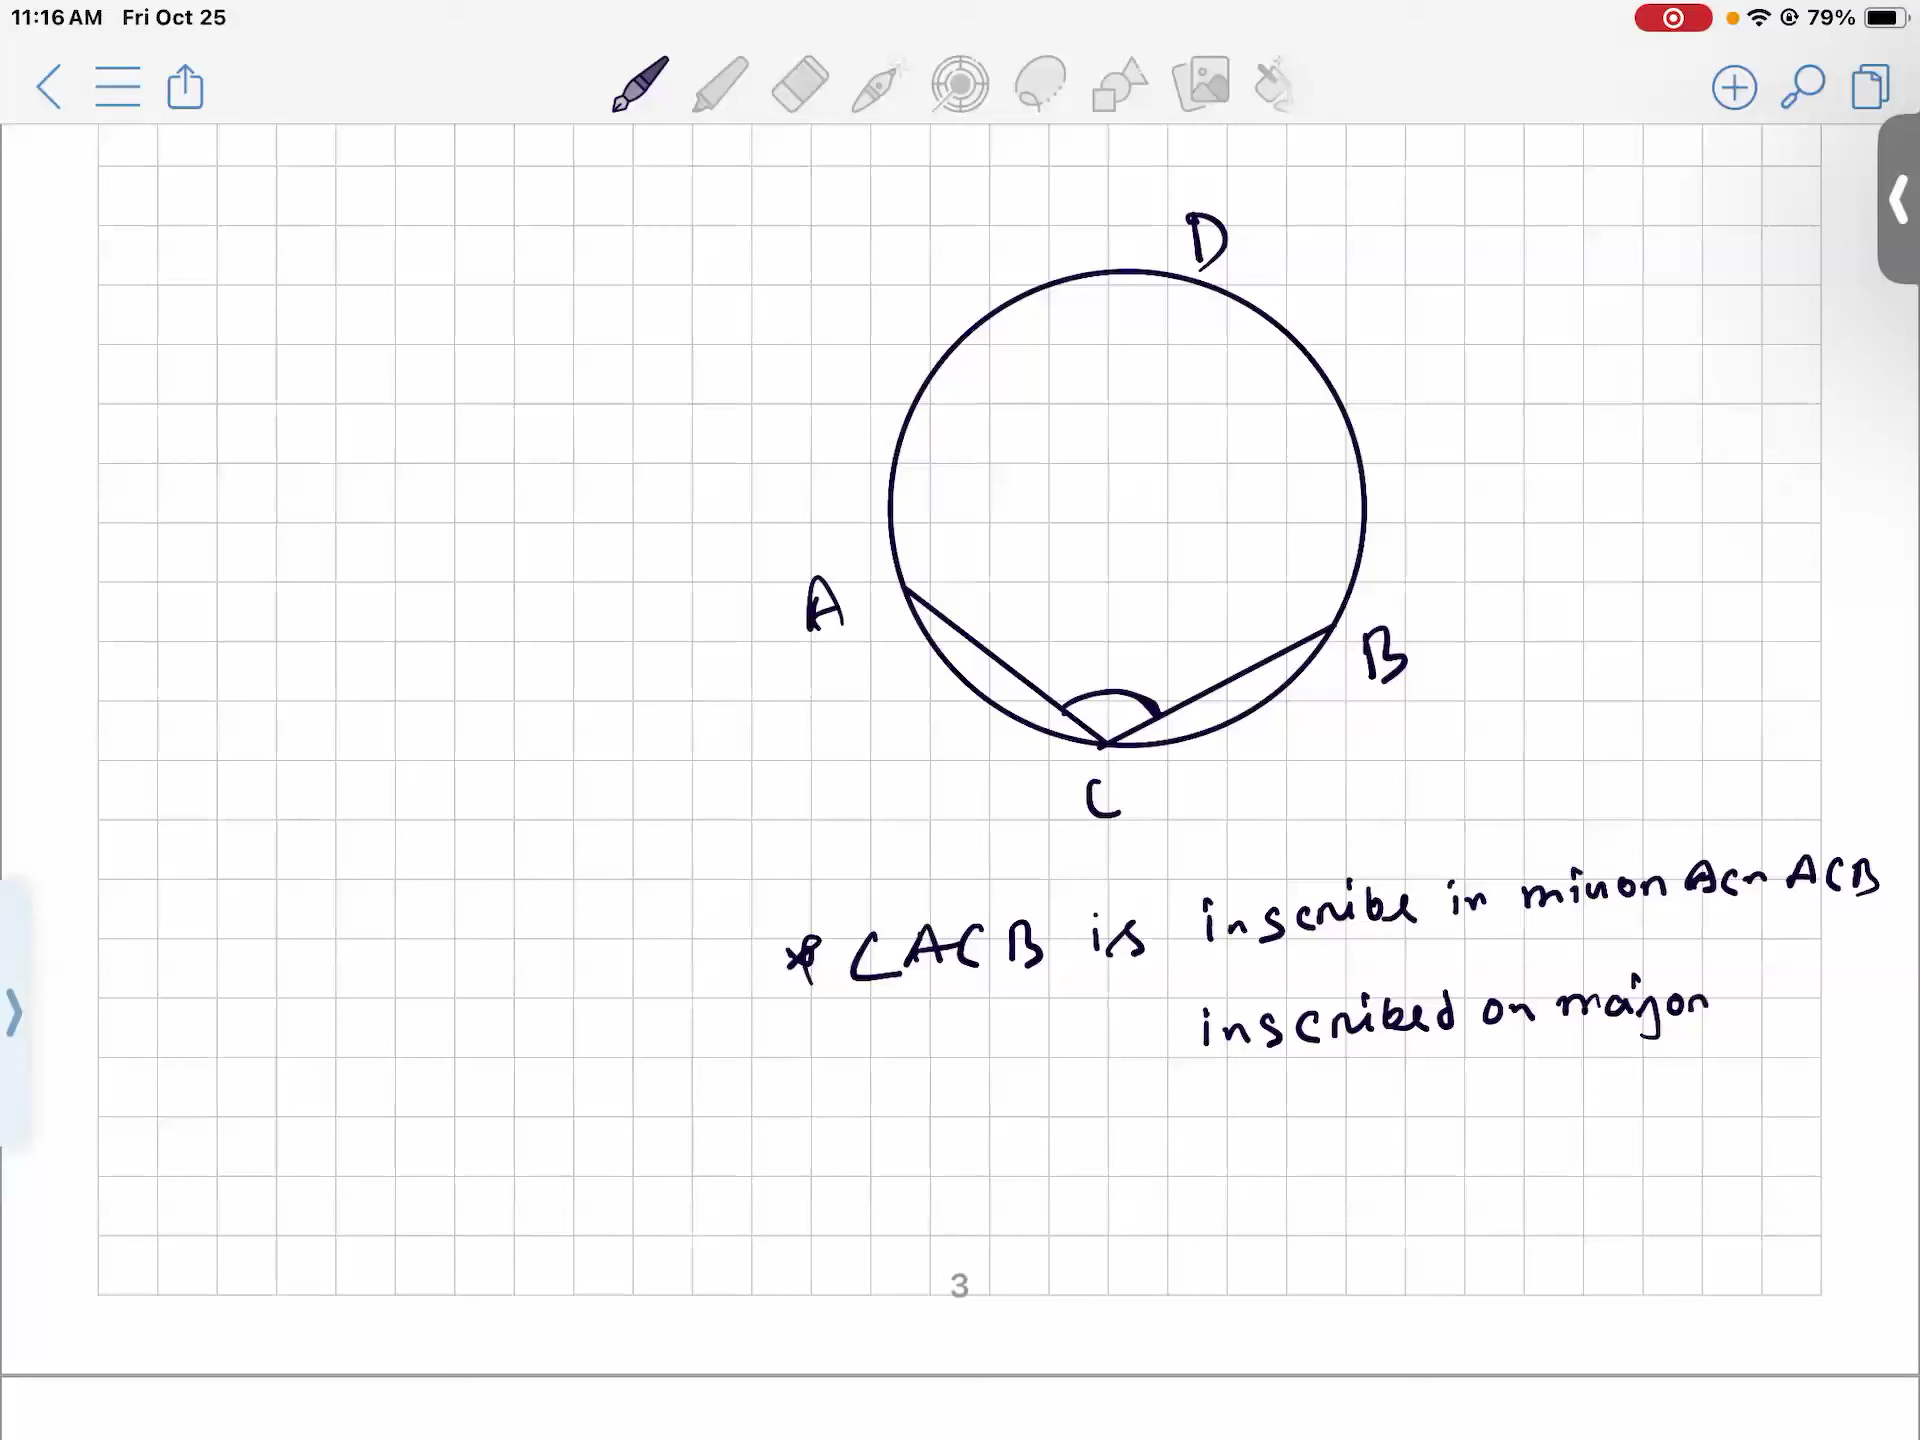 11:16 AM Fri Oct 25
79%
D
A
B
C
* ∠ACB is inscribe in minor Arc ACB
inscribed on major
3